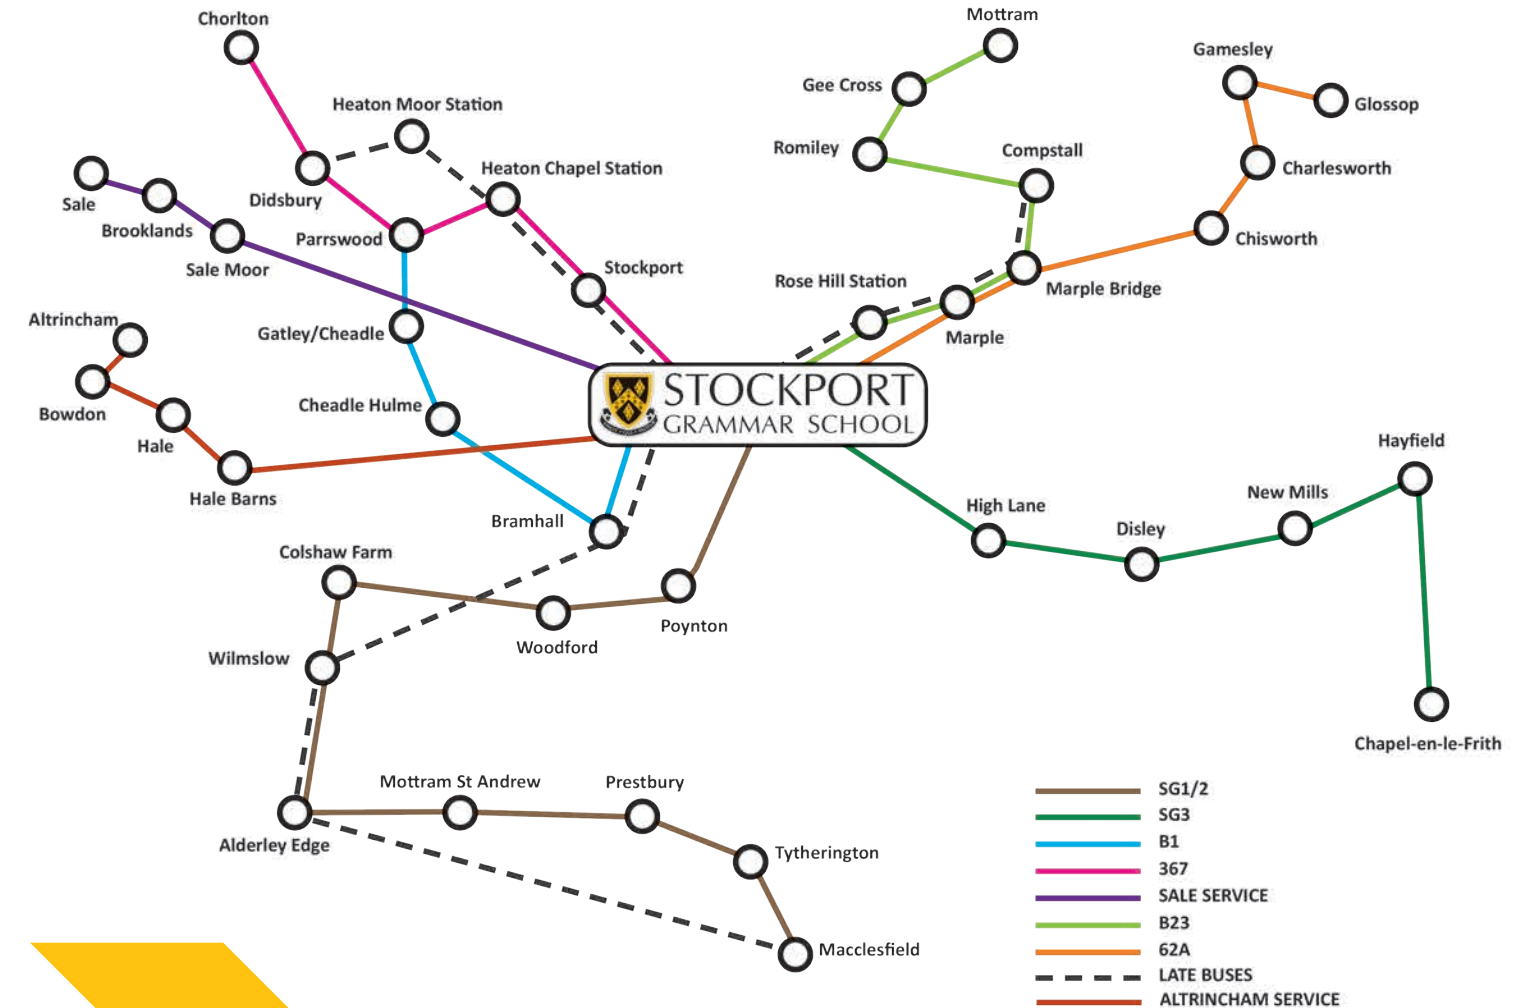 Chorlton
Mottram
Gamesley
Heaton Moor Station
Gee Cross
Glossop
Romiley
Compstall
Heaton Chapel Station
Charlesworth
Sale
Didsbury
Brooklands
Parrswood
Chisworth
Sale Moor
Stockport
Rose Hill Station
Marple Bridge
Altrincham
Gatley/Cheadle
Marple
STOCKPORT
GRAMMAR SCHOOL
Bowdon
Cheadle Hulme
Hale
Hayfield
Hale Barns
New Mills
High Lane
Bramhall
Disley
Colshaw Farm
Poynton
Woodford
Wilmslow
Chapel-en-le-Frith
Mottram St Andrew
Prestbury
Alderley Edge
Tytherington
Macclesfield
SG1/2
SG3
B1
367
SALE SERVICE
B23
62A
LATE BUSES
ALTRINCHAM SERVICE